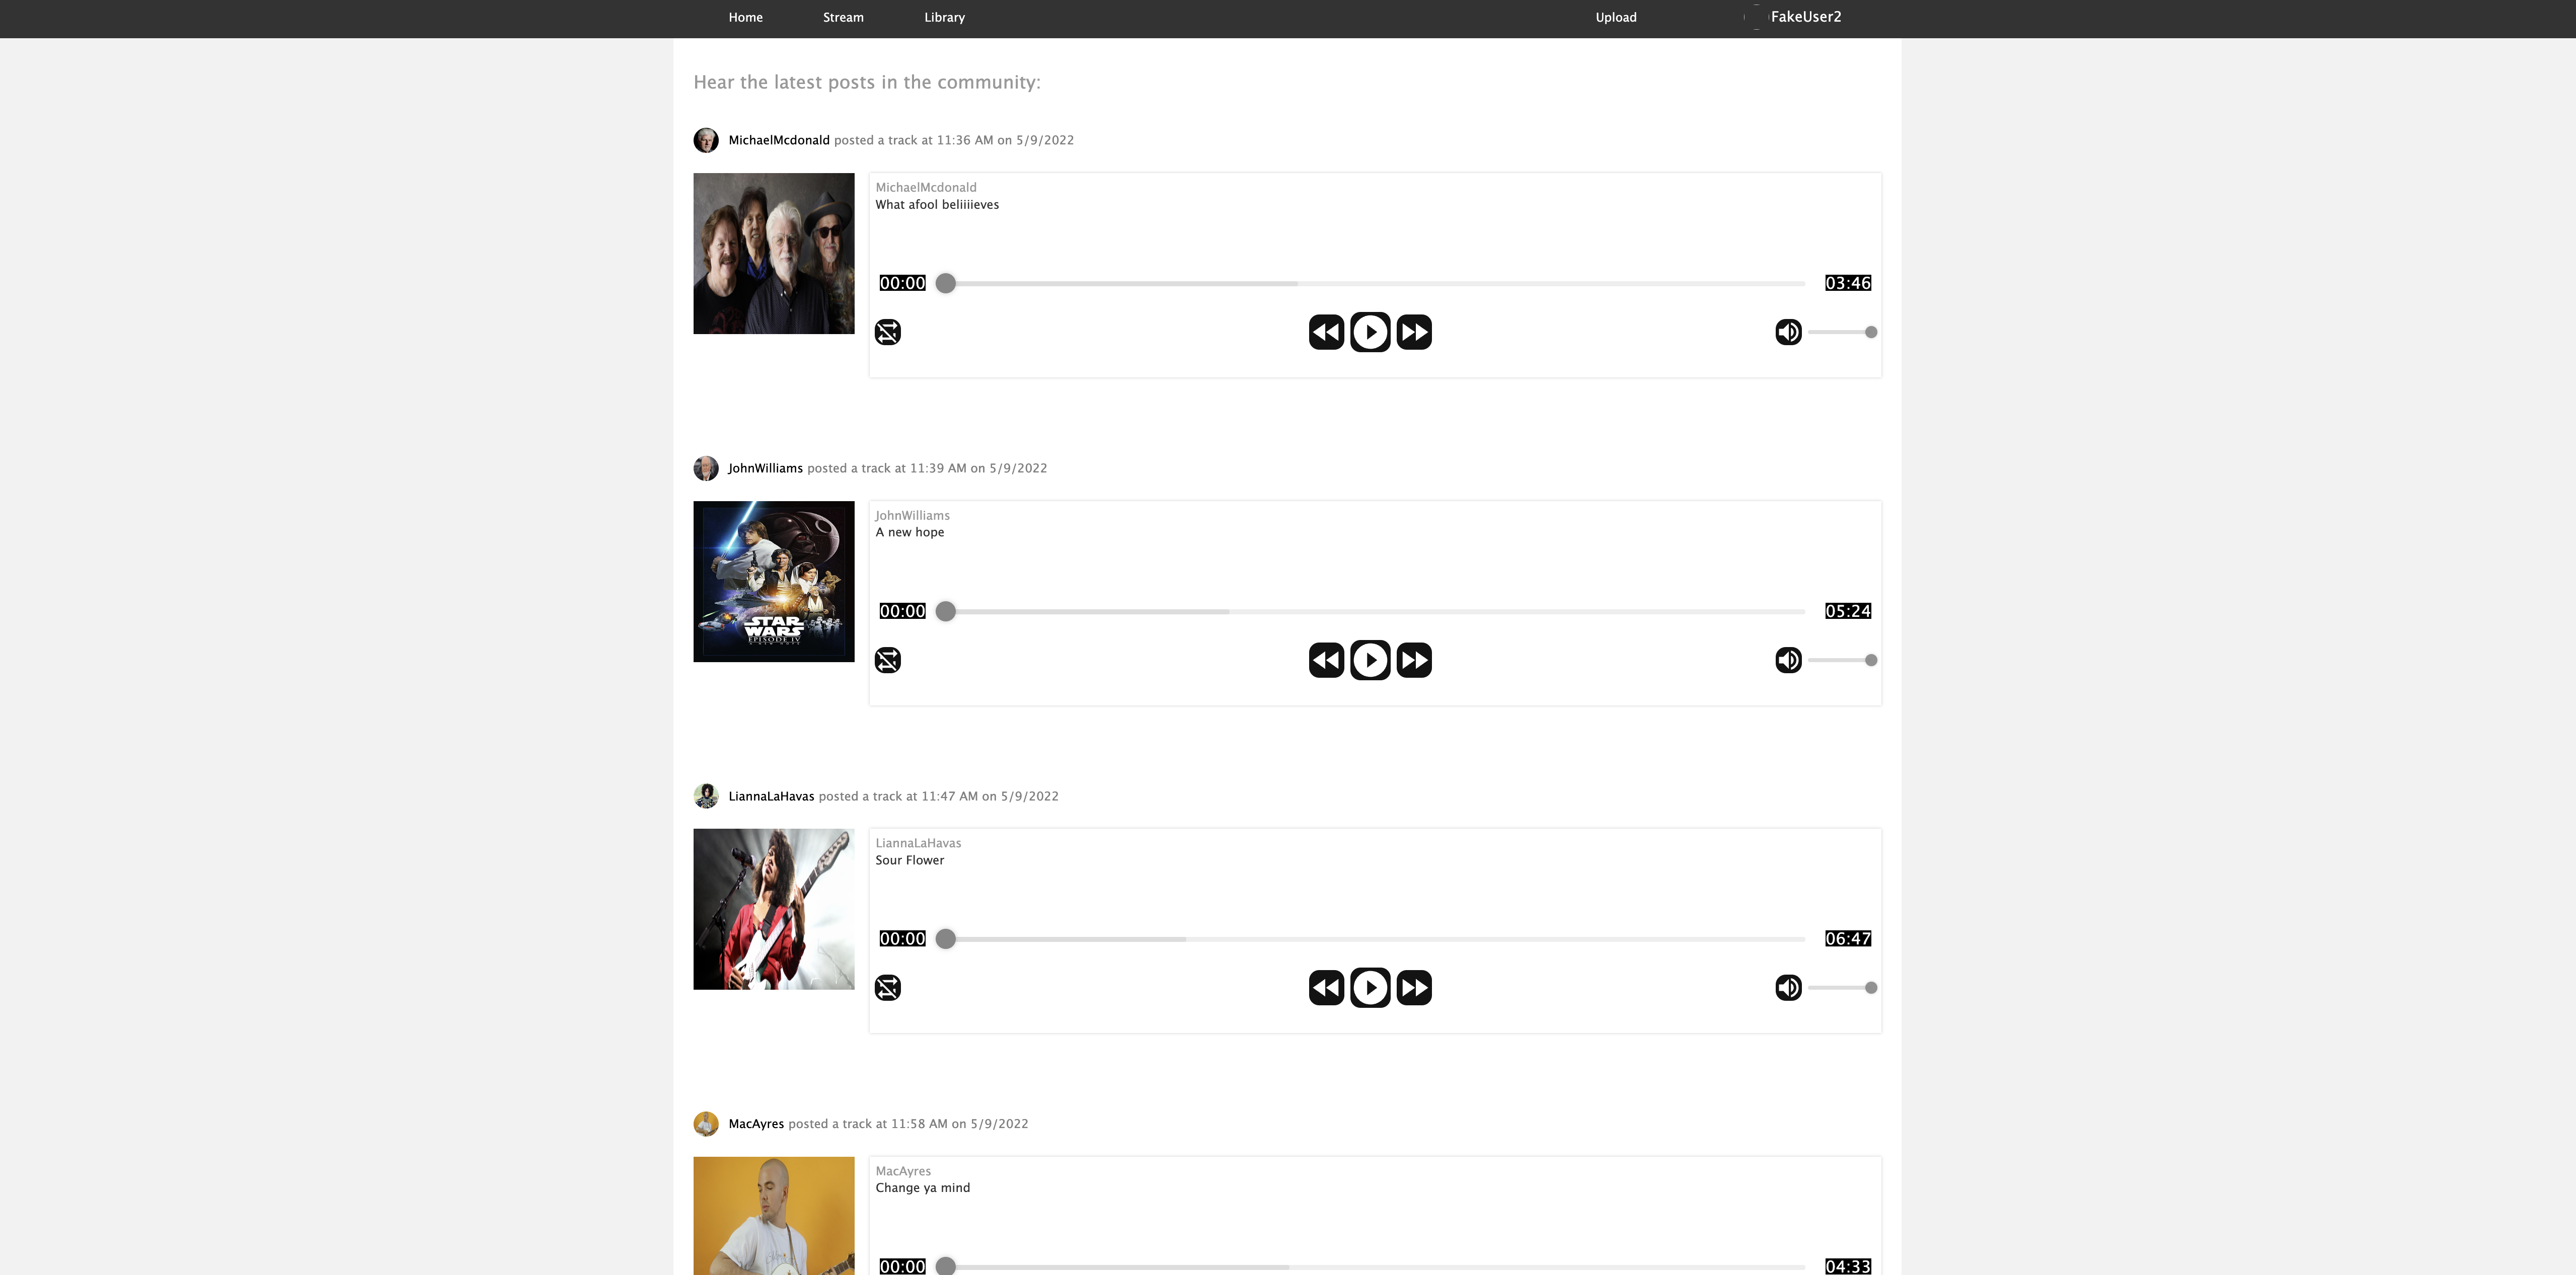 Home Stream Library Upload FakeUser2
Hear the latest posts in the community:
MichaelMcdonald posted a track at 11:36 AM on 5/9/2022
MichaelMcdonald
What afool beliiiieves
00:00 03:46
JohnWilliams posted a track at 11:39 AM on 5/9/2022
JohnWilliams
A new hope
STAR
WARS
EPISODE IV
00:00 05:24
LiannaLaHavas posted a track at 11:47 AM on 5/9/2022
LiannaLaHavas
Sour Flower
00:00 06:47
MacAyres posted a track at 11:58 AM on 5/9/2022
MacAyres
Change ya mind
00:00 04:33